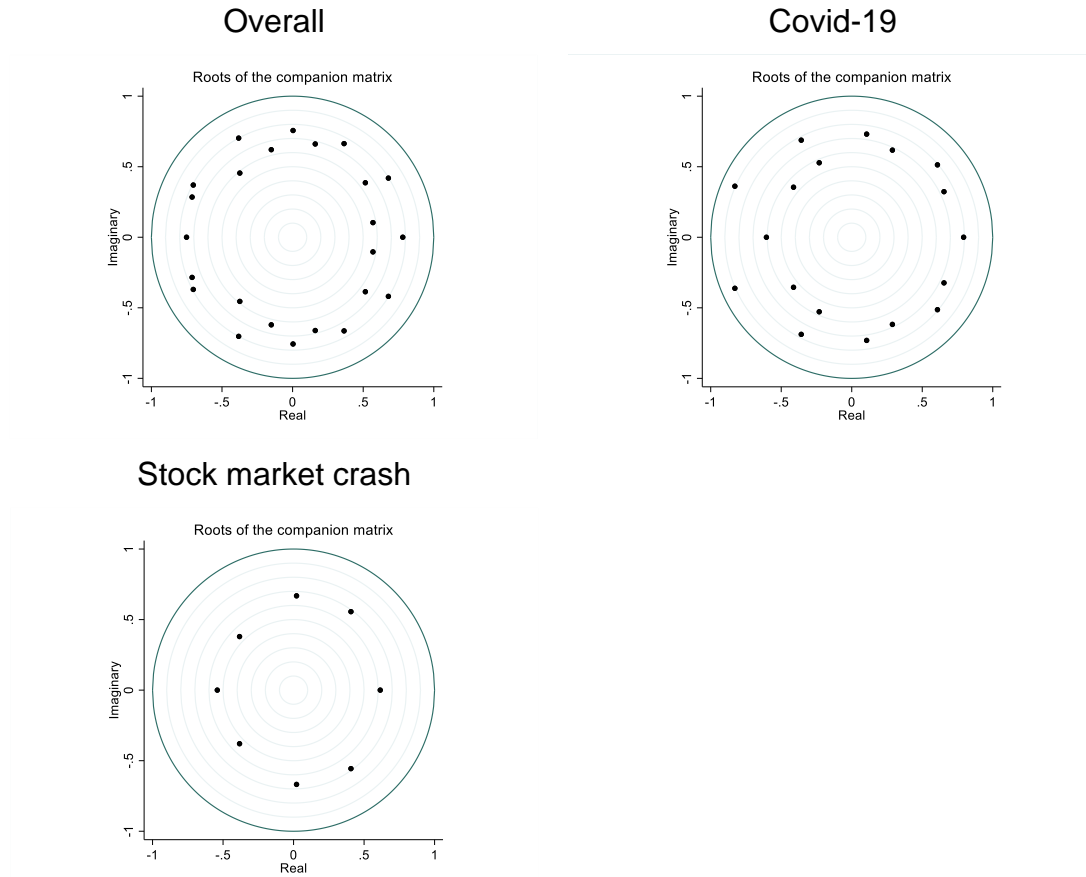 Overall
Roots of the companion matrix
1
.5
0
-.5
-1
Imaginary
-1 -.5 0 .5 1
Real
Covid-19
Roots of the companion matrix
1
.5
0
-.5
-1
Imaginary
-1 -.5 0 .5 1
Real
Stock market crash
Roots of the companion matrix
1
.5
0
-.5
-1
Imaginary
-1 -.5 0 .5 1
Real